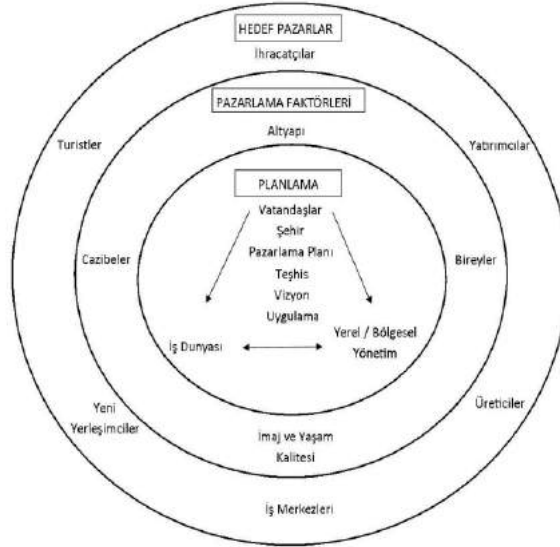 HEDEF PAZARLAR
İhracatçılar
PAZARLAMA FAKTÖRLERİ
Altyapı
Turistler
Yatırımcılar
PLANLAMA
Vatandaşlar
Şehir
Pazarlama Planı
Teşhis
Vizyon
Uygulama
Cazibeler
Bireyler
İş Dünyası
Yerel / Bölgesel
Yönetim
Yeni
Yerleşimciler
Üreticiler
İmaj ve Yaşam
Kalitesi
İş Merkezleri